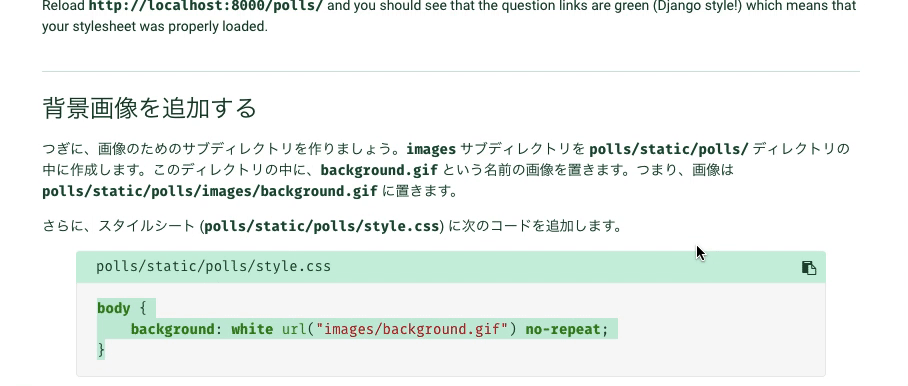 Reload http://localhost:8000/polls/ and you should see that the question links are green (Django style!) which means that
your stylesheet was properly loaded.
背景画像を追加する
つぎに、画像のためのサブディレクトリを作りましょう。images サブディレクトリを polls/static/polls/ ディレクトリの
中に作成します。このディレクトリの中に、background.gif という名前の画像を置きます。つまり、画像は
polls/static/polls/images/background.gif に置きます。
さらに、スタイルシート (polls/static/polls/style.css) に次のコードを追加します。
polls/static/polls/style.css
body {
    background: white url("images/background.gif") no-repeat;
}